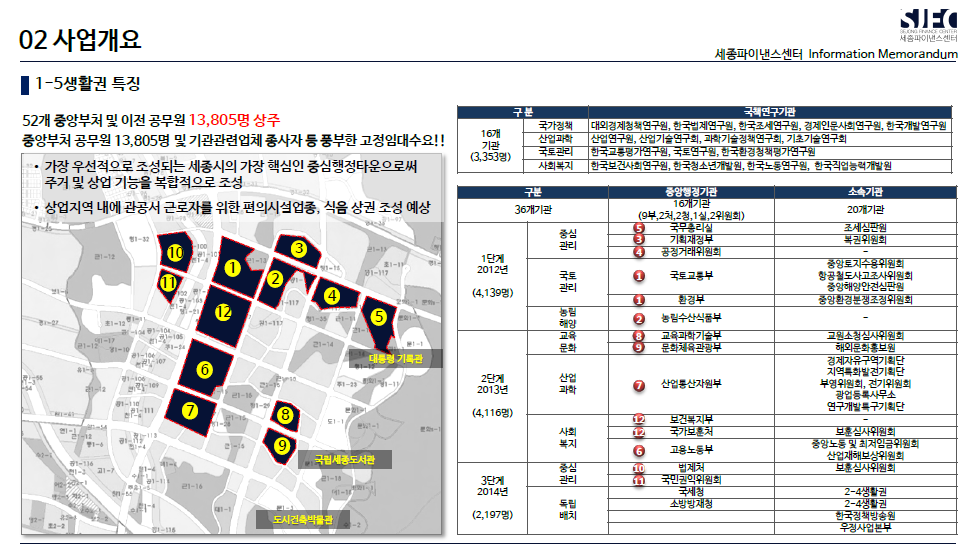 02 사업개요
SJFC
SEJONG FINANCE CENTER
세종파이낸스센터
세종파이낸스센터 Information Memorandum
1-5생활권 특징
52개 중앙부처 및 이전 공무원 13,805명 상주
중앙부처 공무원 13,805명 및 기관관련업체 종사자 등 풍부한 고정임대수요!!
• 가장 우선적으로 조성되는 세종시의 가장 핵심인 중심행정타운으로써
주거 및 상업 기능을 복합적으로 조성
• 상업지역 내에 관공서 근로자를 위한 편의시설업종, 식음 상권 조성 예상
10
11
1
3
2
4
5
12
6
7
8
9
대통령 기록관
국립세종도서관
도시건축박물관
구 분 국책연구기관
16개
기관
(3,353명)
국가정책 대외경제정책연구원, 한국법제연구원, 한국조세연구원, 경제인문사회연구원, 한국개발연구원
산업과학 산업연구원, 산업기술연구회, 과학기술정책연구회, 기초기술연구회
국토관리 한국교통평가연구원, 국토연구원, 한국환경정책평가연구원
사회복지 한국보건사회연구원, 한국청소년개발원, 한국노동연구원, 한국직업능력개발원
구분 중앙행정기관 소속기관
36개기관 16개기관
(9부,2처,2청,1실,2위원회) 20개기관
1단계
2012년
(4,139명)
중심
관리
5 국무총리실 조세심판원
3 기획재정부 복권위원회
4 공정거래위원회 -
국토
관리
1 국토교통부
중앙토지수용위원회
항공철도사고조사위원회
중앙해양안전심판원
1 환경부 중앙환경분쟁조정위원회
농림
해양
2 농림수산식품부 -
2단계
2013년
(4,116명)
교육
문화
8 교육과학기술부 교원소청심사위원회
9 문화체육관광부 해외문화홍보원
산업
과학
7 산업통산자원부
경제자유구역기획단
지역특화발전기획단
부영위원회, 전기위원회
광업등록사무소
연구개발특구기획단
사회
복지
12 보건복지부 -
12 국가보훈처 보훈심사위원회
6 고용노동부
중앙노동 및 최저임금위원회
산업재해보상위원회
3단계
2014년
(2,197명)
중심
관리
10 법제처 보훈심사위원회
11 국민권익위원회
독립
배치
국세청 2-4생활권
소방방재청 2-4생활권
한국정책방송원
우정사업본부